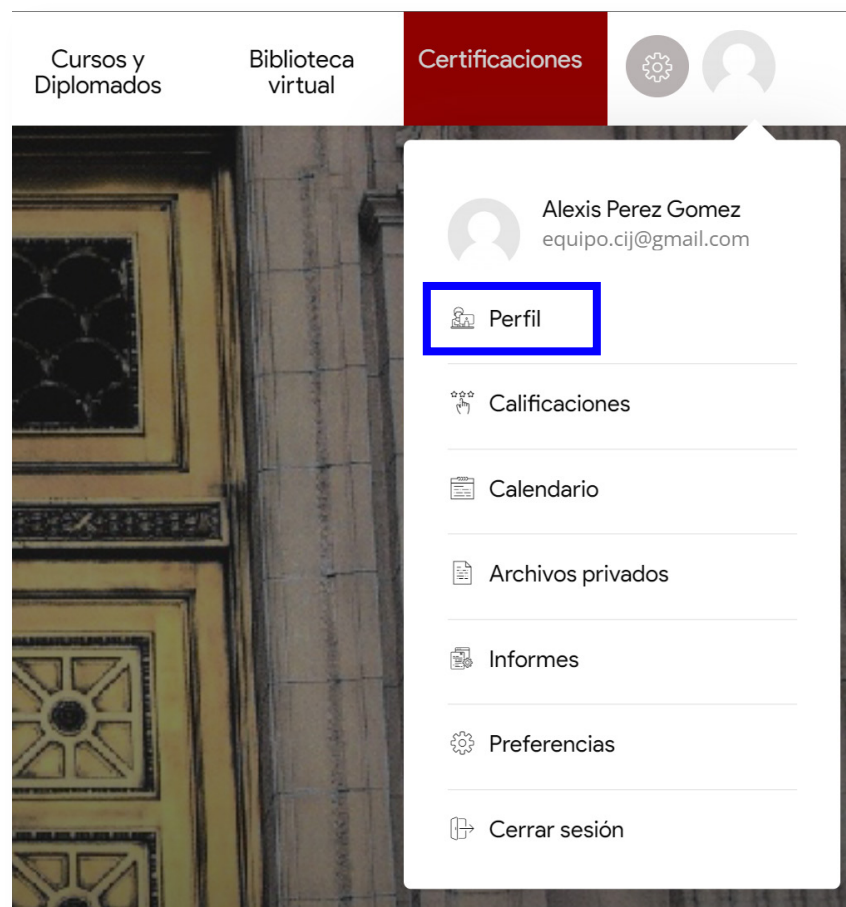 Cursos y
Diplomados
Biblioteca
virtual
Certificaciones
Alexis Perez Gomez
equipo.cij@gmail.com
Perfil
Calificaciones
Calendario
Archivos privados
Informes
Preferencias
Cerrar sesión